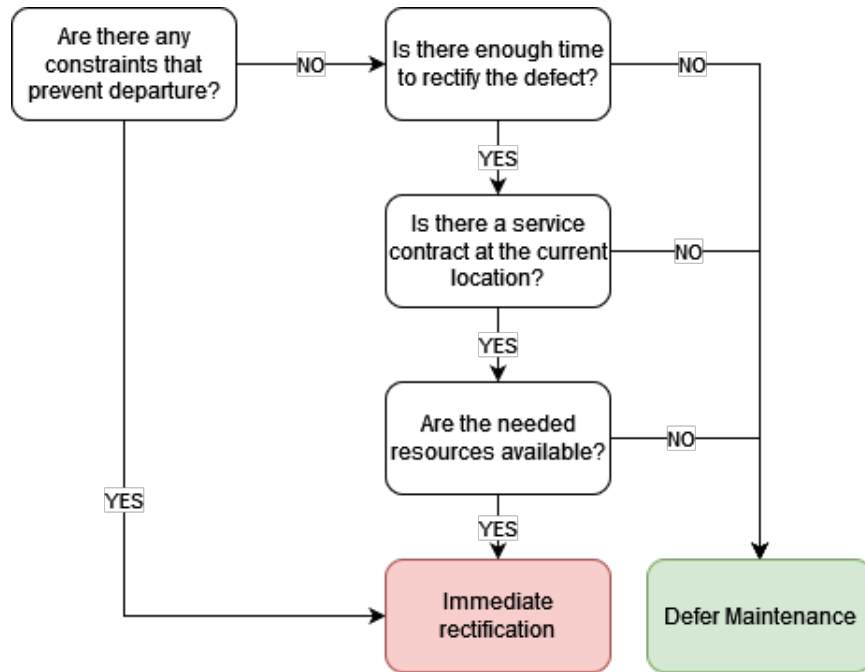 Are there any
constraints that
prevent departure?
NO
Is there enough time
to rectify the defect?
NO
YES
Is there a service
contract at the current
location?
NO
YES
Are the needed
resources available?
NO
YES
YES
Immediate
rectification
Defer Maintenance